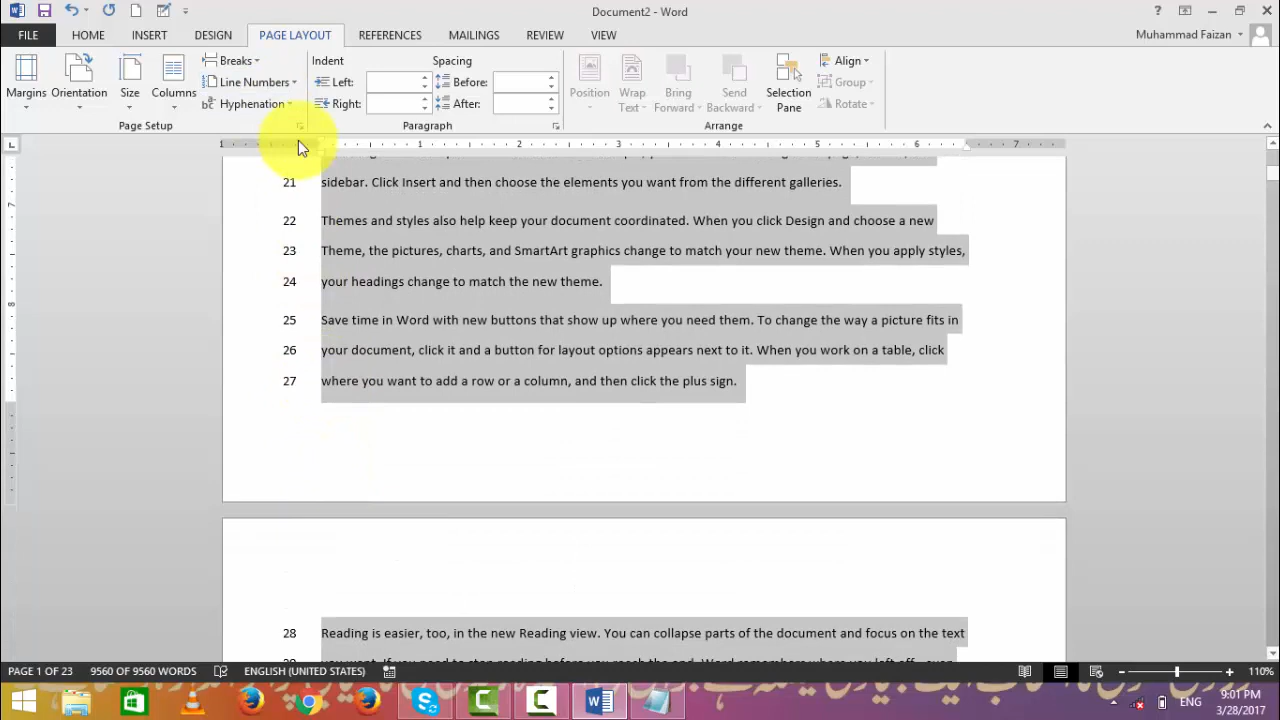 Document2 - Word
?
FILE
HOME
INSERT
DESIGN
PAGE LAYOUT
REFERENCES
MAILINGS
REVIEW
VIEW
Muhammad Faizan
Margins
Orientation
Size
Columns
Breaks
Line Numbers
Hyphenation
Page Setup
Indent
Left:
Right:
Spacing
Before:
After:
Paragraph
Position
Wrap
Text
Bring
Forward
Send
Backward
Selection
Pane
Align
Group
Rotate
Arrange
1 1 2 3 4 5 6 7
21 sidebar. Click Insert and then choose the elements you want from the different galleries.
22 Themes and styles also help keep your document coordinated. When you click Design and choose a new
23 Theme, the pictures, charts, and SmartArt graphics change to match your new theme. When you apply styles,
24 your headings change to match the new theme.
25 Save time in Word with new buttons that show up where you need them. To change the way a picture fits in
26 your document, click it and a button for layout options appears next to it. When you work on a table, click
27 where you want to add a row or a column, and then click the plus sign.
28 Reading is easier, too, in the new Reading view. You can collapse parts of the document and focus on the text
PAGE 1 OF 23
9560 OF 9560 WORDS
ENGLISH (UNITED STATES)
110%
ENG
9:01 PM
3/28/2017